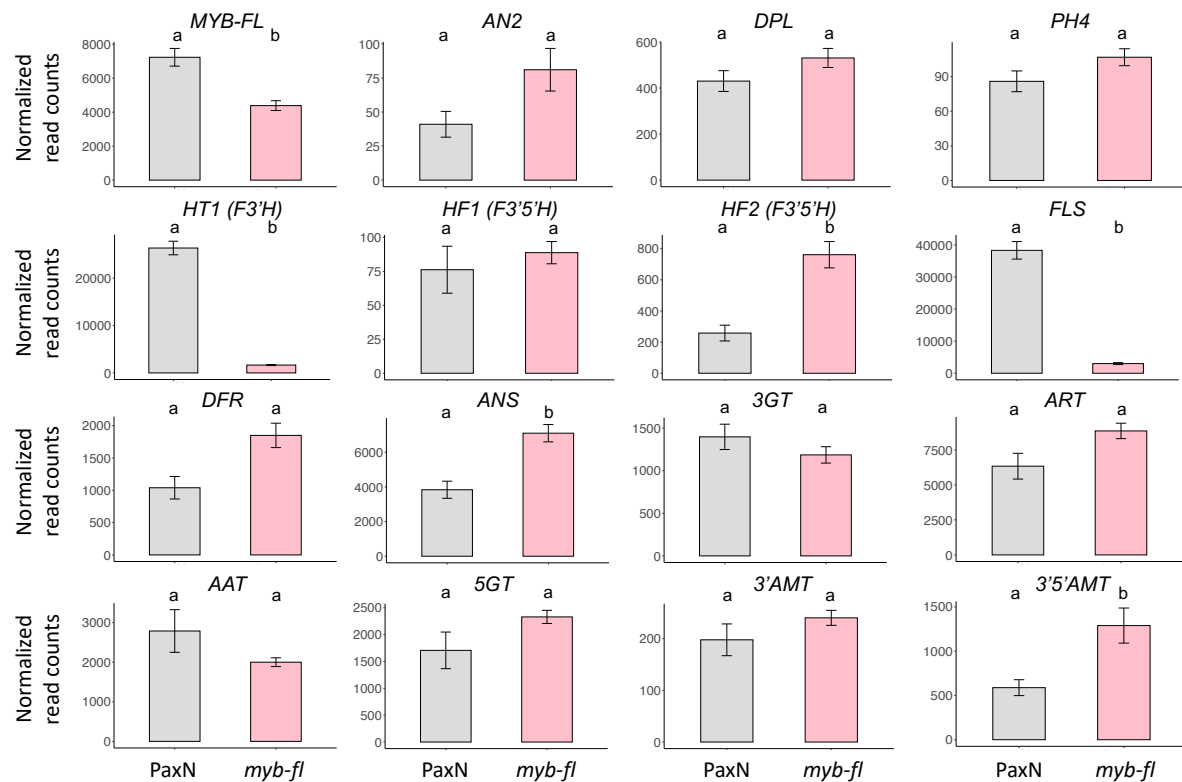 MYB-FL
a b
8000
6000
4000
2000
0
AN2
a a
100
75
50
25
0
DPL
a a
600
400
200
0
PH4
a a
90
60
30
0
Normalized
read counts
HT1 (F3'H)
a b
20000
10000
0
HF1 (F3'5'H)
a a
100
75
50
25
0
HF2 (F3'5'H)
a b
800
600
400
200
0
FLS
a b
40000
30000
20000
10000
0
Normalized
read counts
DFR
a a
2000
1500
1000
500
0
ANS
a b
6000
4000
2000
0
3GT
a a
1500
1000
500
0
ART
a a
7500
5000
2500
0
Normalized
read counts
AAT
a a
3000
2000
1000
0
5GT
a a
2500
2000
1500
1000
500
0
3'AMT
a a
200
100
0
3'5'AMT
a b
1500
1000
500
0
Normalized
read counts
PaxN myb-fl PaxN myb-fl PaxN myb-fl PaxN myb-fl